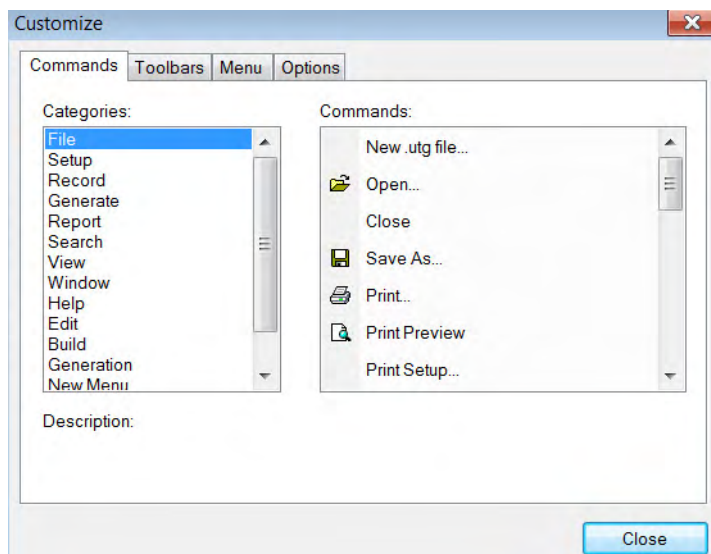 Customize
Commands Toolbars Menu Options
Categories:
File
Setup
Record
Generate
Report
Search
View
Window
Help
Edit
Build
Generation
New Menu
Commands:
New .utg file...
Open...
Close
Save As...
Print...
Print Preview
Print Setup...
Description:
Close